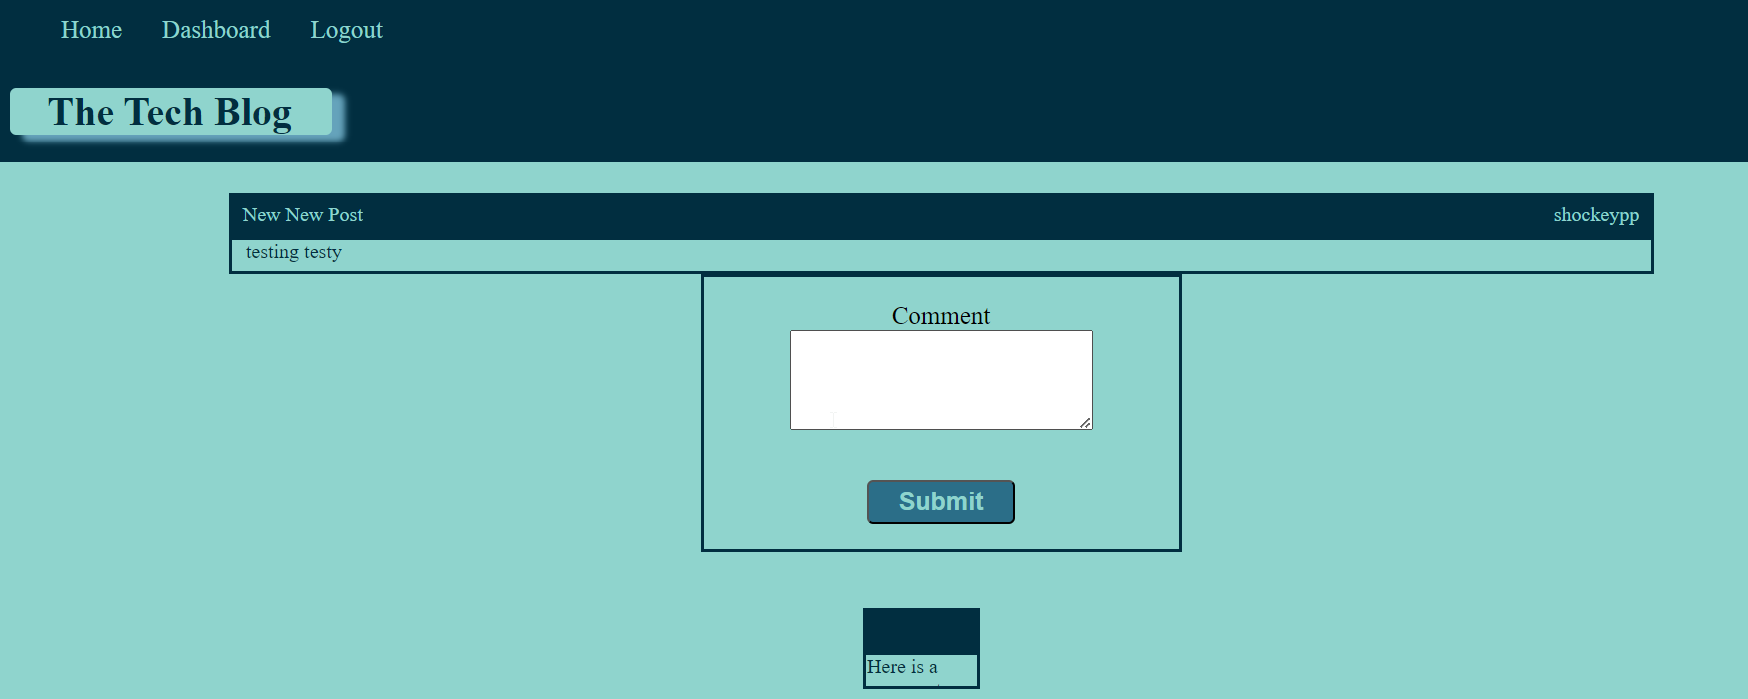 Home Dashboard Logout
The Tech Blog
New New Post shockeypp
testing testy
Comment
Submit
Here is a